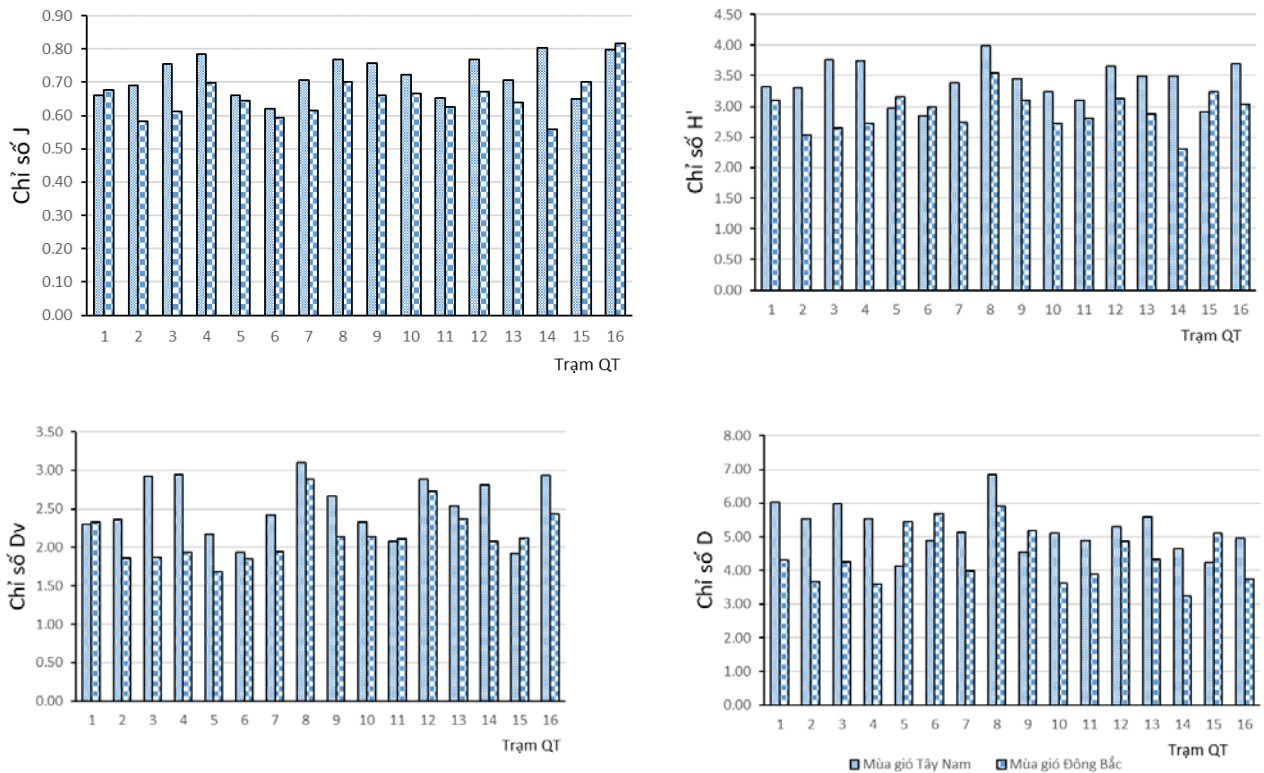 0.90
0.80
0.70
0.60
0.50
0.40
0.30
0.20
0.10
0.00
Chỉ số J
1 2 3 4 5 6 7 8 9 10 11 12 13 14 15 16
Trạm QT
4.50
4.00
3.50
3.00
2.50
2.00
1.50
1.00
0.50
0.00
Chỉ số H'
1 2 3 4 5 6 7 8 9 10 11 12 13 14 15 16
Trạm QT
3.50
3.00
2.50
2.00
1.50
1.00
0.50
0.00
Chỉ số Dv
1 2 3 4 5 6 7 8 9 10 11 12 13 14 15 16
Trạm QT
8.00
7.00
6.00
5.00
4.00
3.00
2.00
1.00
0.00
Chỉ số D
1 2 3 4 5 6 7 8 9 10 11 12 13 14 15 16
Trạm QT
Mùa gió Tây Nam Mùa gió Đông Bắc